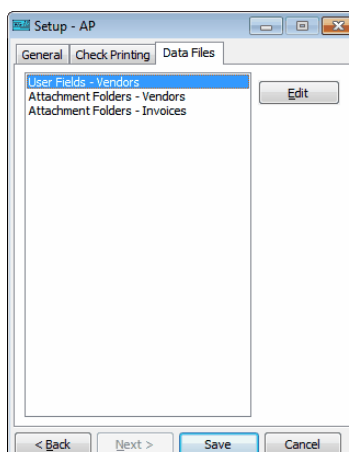 Setup - AP
General Check Printing Data Files
User Fields - Vendors
Attachment Folders - Vendors
Attachment Folders - Invoices
Edit
< Back Next > Save Cancel